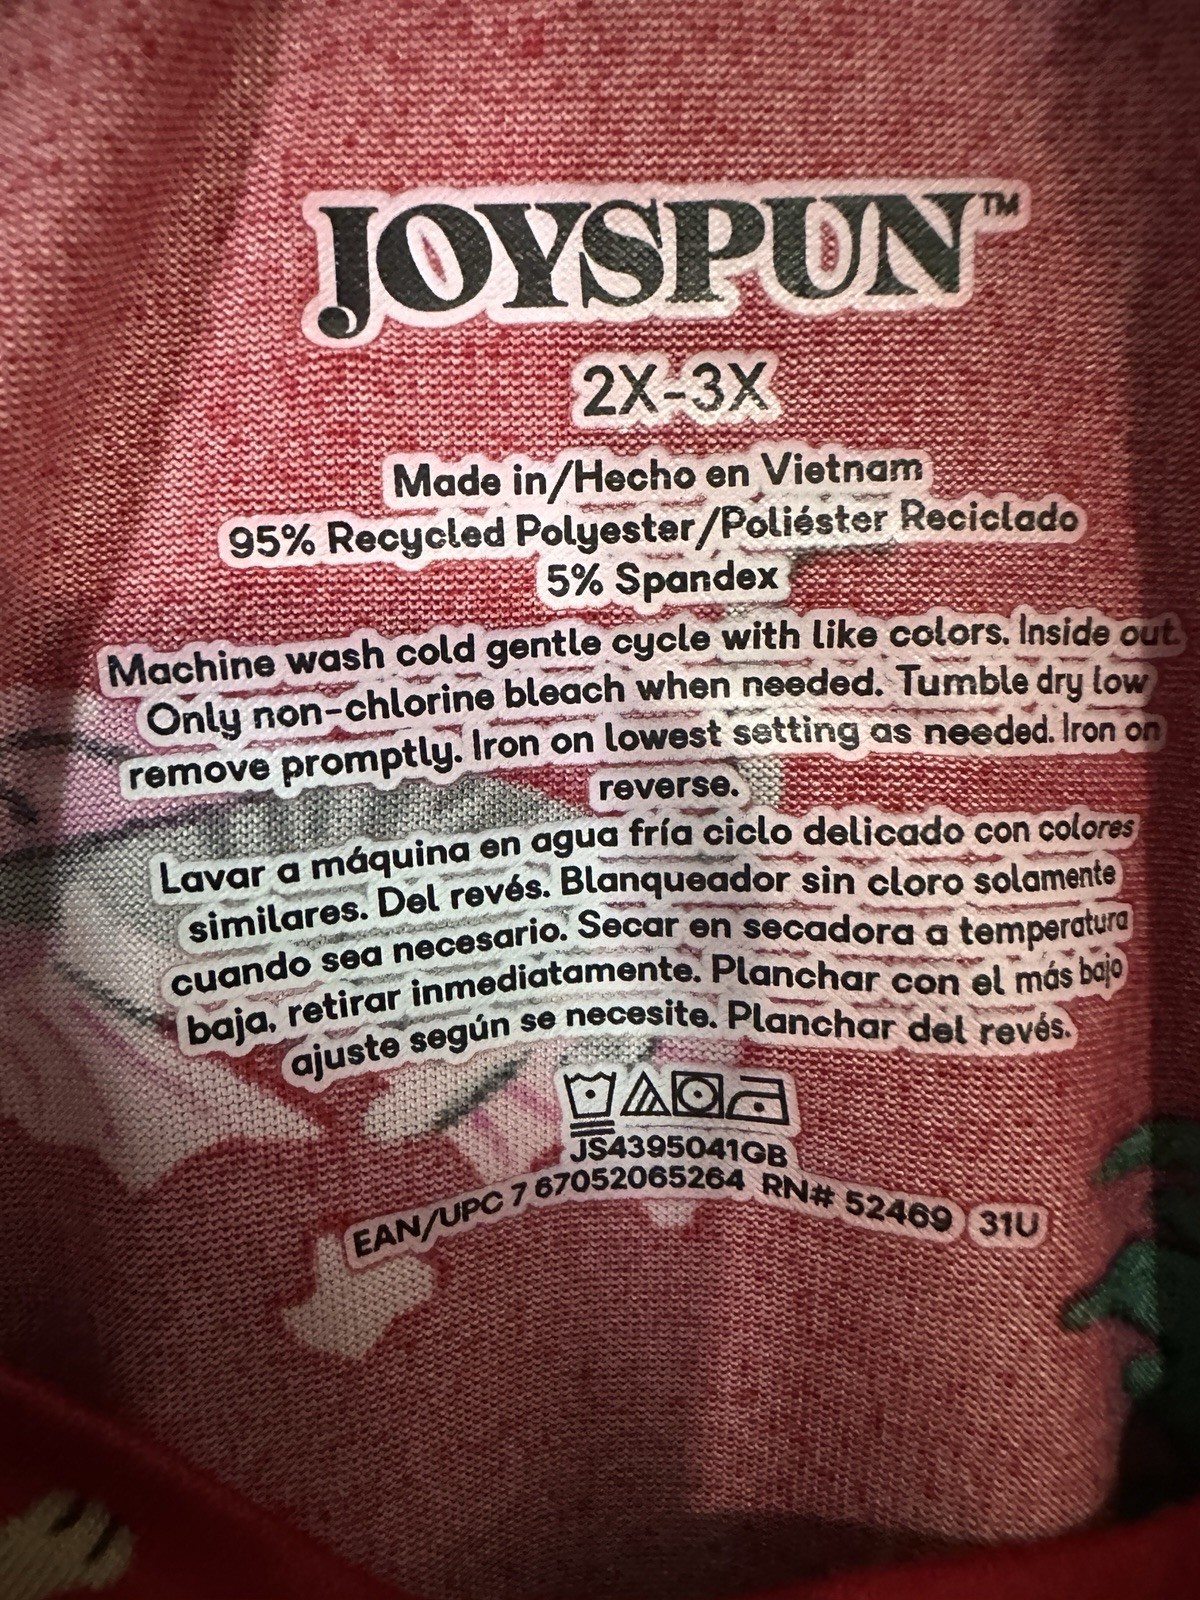 JOYSPUN™
2X-3X
Made in/Hecho en Vietnam
95% Recycled Polyester/Poliéster Reciclado
5% Spandex
Machine wash cold gentle cycle with like colors. Inside out.
Only non-chlorine bleach when needed. Tumble dry low
remove promptly. Iron on lowest setting as needed. Iron on
reverse.
Lavar a máquina en agua fría ciclo delicado con colores
similares. Del revés. Blanqueador sin cloro solamente
cuando sea necesario. Secar en secadora a temperatura
baja, retirar inmediatamente. Planchar con el más bajo
ajuste según se necesite. Planchar del revés.
JS4395041GB
EAN/UPC 7 67052065264 RN# 52469 31U